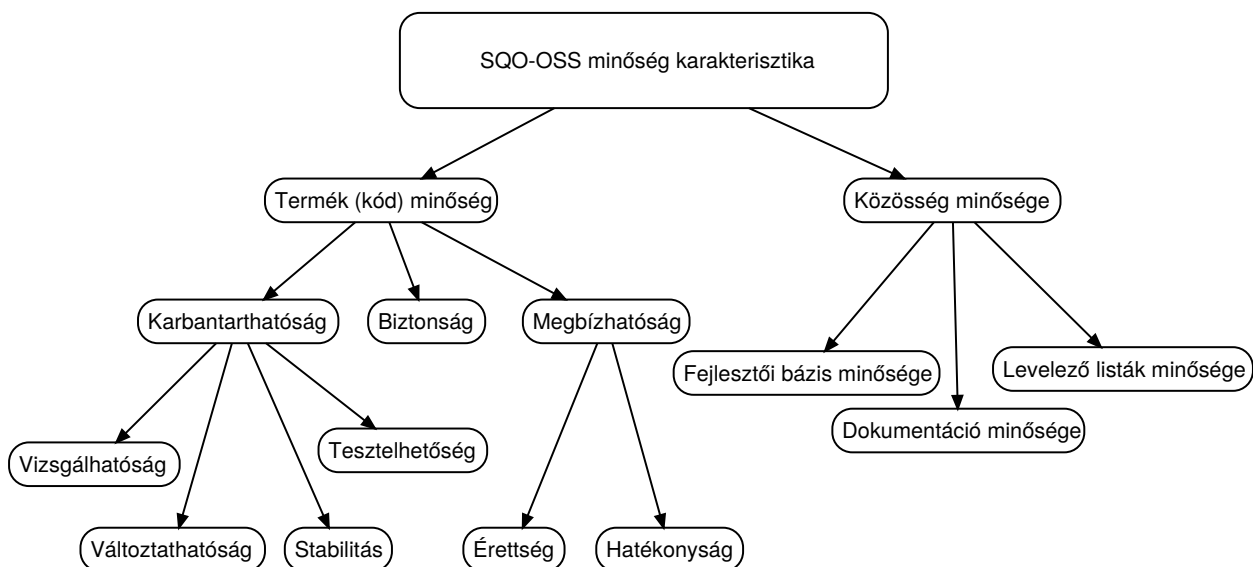 SQO-OSS minőség karakterisztika
Termék (kód) minőség
Közösség minősége
Karbantarthatóság
Biztonság
Megbízhatóság
Fejlesztői bázis minősége
Levelező listák minősége
Dokumentáció minősége
Vizsgálhatóság
Tesztelhetőség
Változtathatóság
Stabilitás
Érettség
Hatékonyság